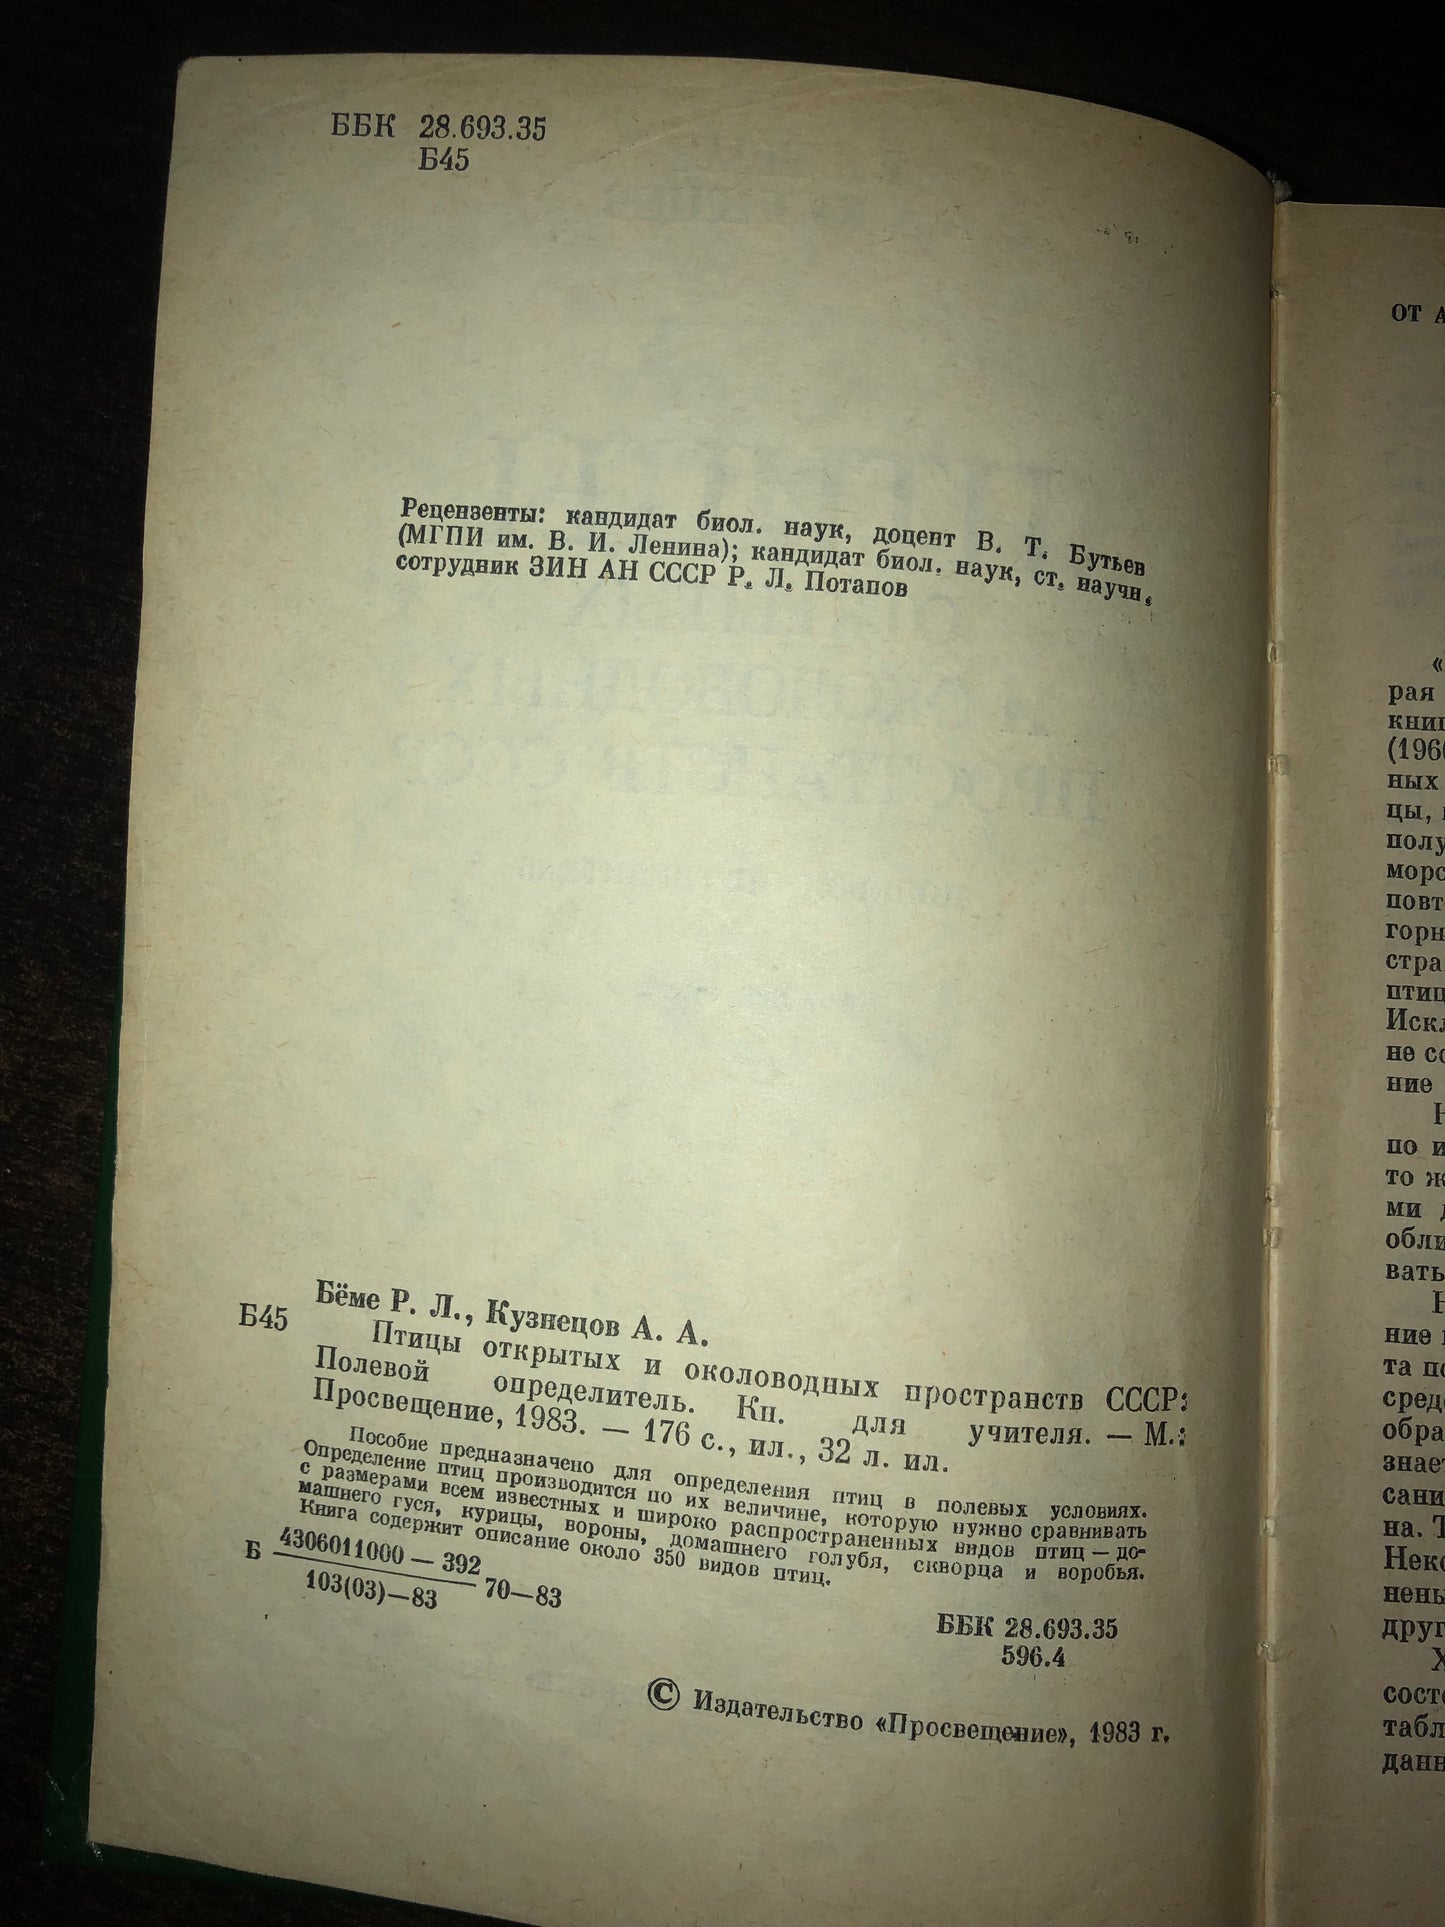 ББК 28.693.35
Б45
Рецензенты: кандидат биол. наук, доцент В. Т. Бутьев
(МГПИ им. В. И. Ленина); кандидат биол. наук, ст. научн.
сотрудник ЗИН АН СССР Р. Л. Потапов
Бёме Р. Л., Кузнецов А. А.
Б45 Птицы открытых и околоводных пространств СССР:
Полевой определитель. Кн. для учителя. — М.:
Просвещение, 1983. — 176 с., ил., 32 л. ил.
Пособие предназначено для определения птиц в полевых условиях.
Определение птиц производится по их величине, которую нужно сравнивать
с размерами всем известных и широко распространенных видов птиц — до-
машнего гуся, курицы, вороны, домашнего голубя, скворца и воробья.
Книга содержит описание около 350 видов птиц.
Б 4306011000 — 392
103(03)—83 70—83
ББК 28.693.35
596.4
© Издательство «Просвещение», 1983 г.
ОТ А
«
рая
книг
(196
ных
цы,
полу
морс
повт
горн
стра
птиц
Иск
не со
ние
Н
по и
то ж
ми
обли
вать
Н
ние
та по
сред
обра
знает
сани
на. Т
Неко
нены
друг
Х
состо
табл
данн